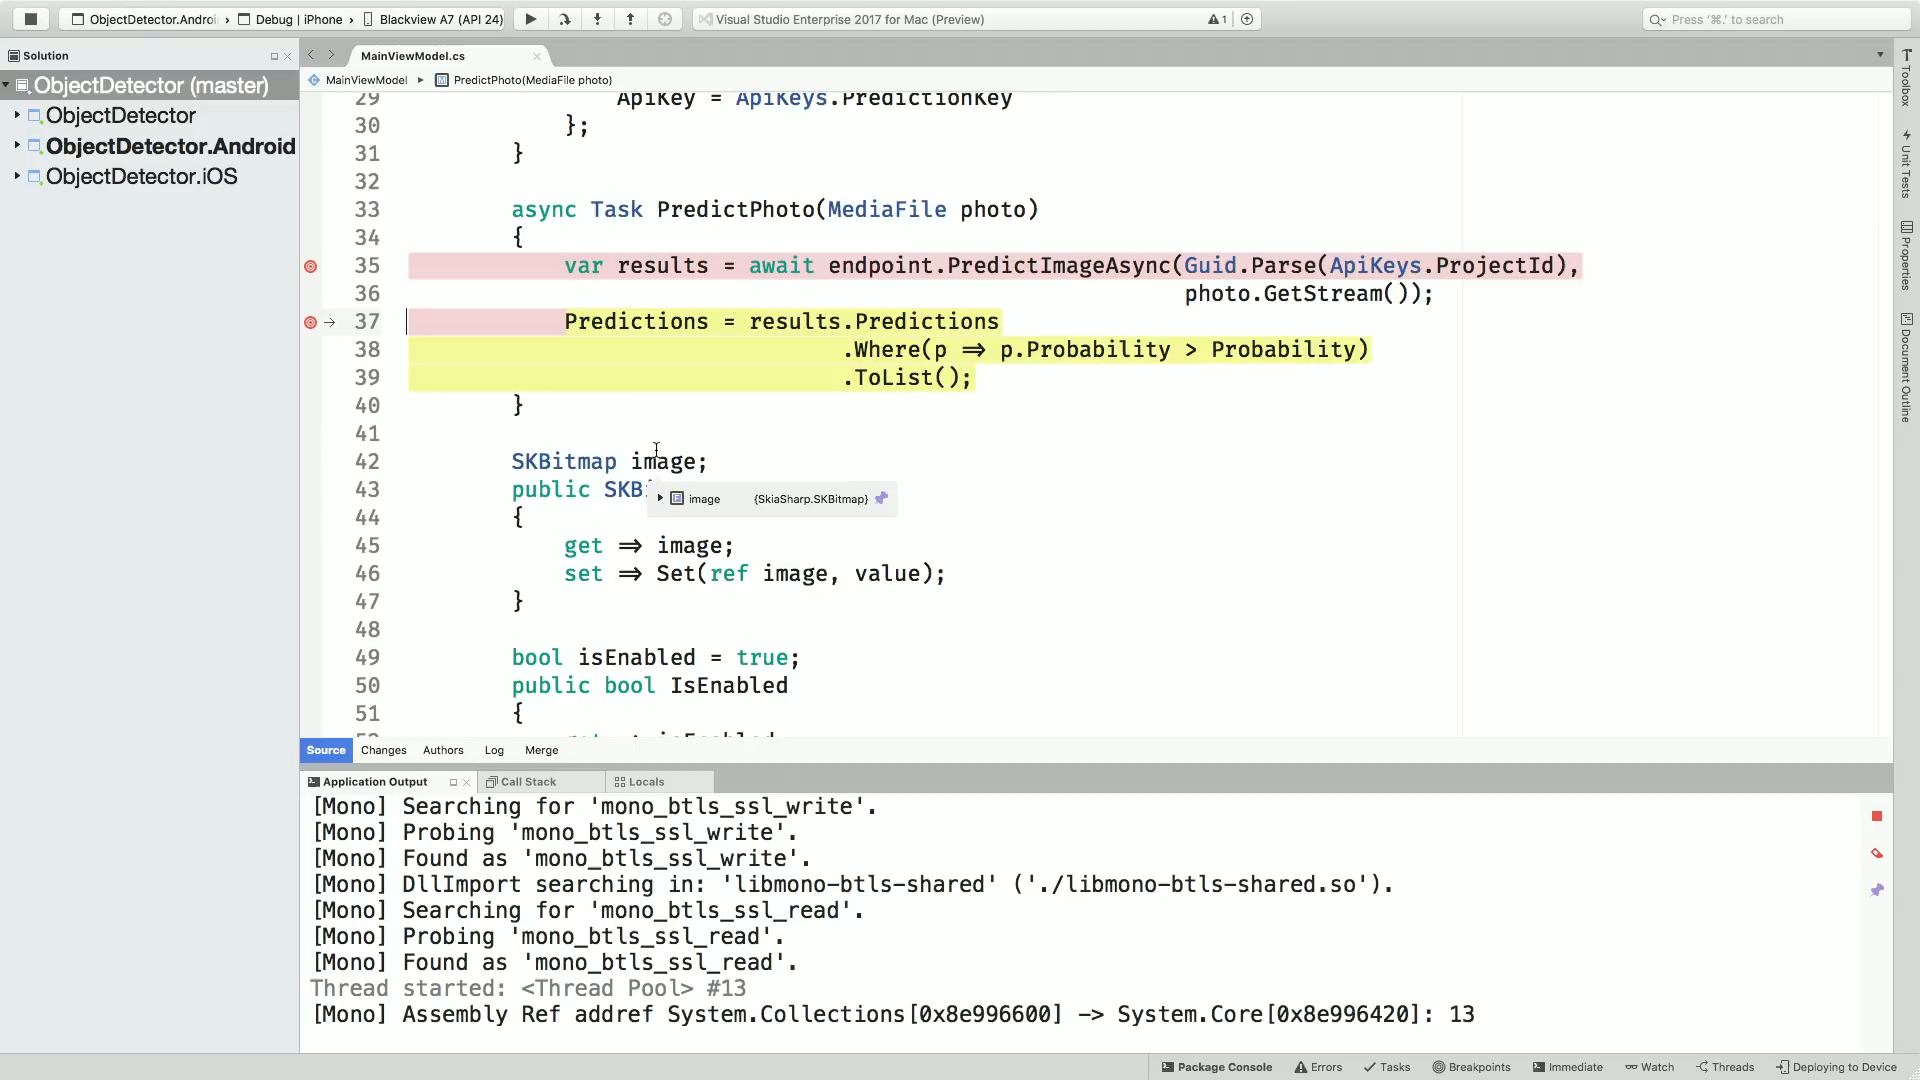 ObjectDetector.Androi
Debug | iPhone
Blackview A7 (API 24)
Visual Studio Enterprise 2017 for Mac (Preview)
1
Press '⌘.' to search
Solution
ObjectDetector (master)
ObjectDetector
ObjectDetector.Android
ObjectDetector.iOS
MainViewModel.cs
MainViewModel
PredictPhoto(MediaFile photo)
29 ApiKey = ApiKeys.PredictionKey
30 };
31 }
32
33 async Task PredictPhoto(MediaFile photo)
34 {
35 var results = await endpoint.PredictImageAsync(Guid.Parse(ApiKeys.ProjectId),
36 photo.GetStream());
37 Predictions = results.Predictions
38 .Where(p => p.Probability > Probability)
39 .ToList();
40 }
41
42 SKBitmap image;
43 public SKB
image {SkiaSharp.SKBitmap}
44 {
45 get => image;
46 set => Set(ref image, value);
47 }
48
49 bool isEnabled = true;
50 public bool IsEnabled
51 {
Source Changes Authors Log Merge
Application Output
Call Stack
Locals
[Mono] Searching for 'mono_btls_ssl_write'.
[Mono] Probing 'mono_btls_ssl_write'.
[Mono] Found as 'mono_btls_ssl_write'.
[Mono] DllImport searching in: 'libmono-btls-shared' ('./libmono-btls-shared.so').
[Mono] Searching for 'mono_btls_ssl_read'.
[Mono] Probing 'mono_btls_ssl_read'.
[Mono] Found as 'mono_btls_ssl_read'.
Thread started: <Thread Pool> #13
[Mono] Assembly Ref addref System.Collections[0x8e996600] -> System.Core[0x8e996420]: 13
Toolbox
Unit Tests
Properties
Document Outline
Package Console
Errors
Tasks
Breakpoints
Immediate
Watch
Threads
Deploying to Device